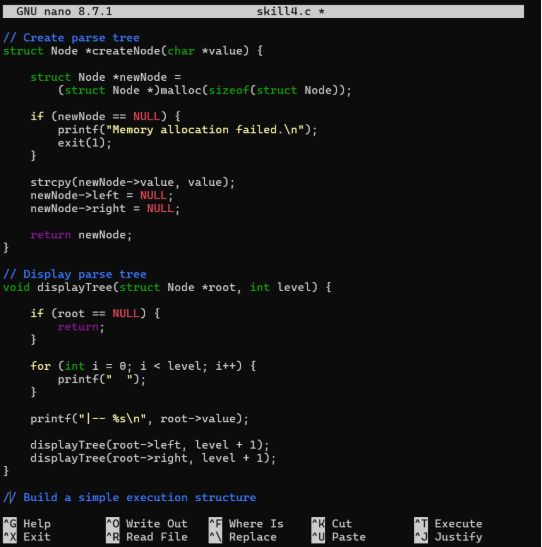 GNU nano 8.7.1 skill4.c *
// Create parse tree
struct Node *createNode(char *value) {
    struct Node *newNode =
        (struct Node *)malloc(sizeof(struct Node));
    if (newNode == NULL) {
        printf("Memory allocation failed.\n");
        exit(1);
    }
    strcpy(newNode->value, value);
    newNode->left = NULL;
    newNode->right = NULL;
    return newNode;
}
// Display parse tree
void displayTree(struct Node *root, int level) {
    if (root == NULL) {
        return;
    }
    for (int i = 0; i < level; i++) {
        printf("  ");
    }
    printf("|-- %s\n", root->value);
    displayTree(root->left, level + 1);
    displayTree(root->right, level + 1);
}
// Build a simple execution structure
^G Help ^O Write Out ^F Where Is ^K Cut ^T Execute
^X Exit ^R Read File ^\ Replace ^U Paste ^J Justify